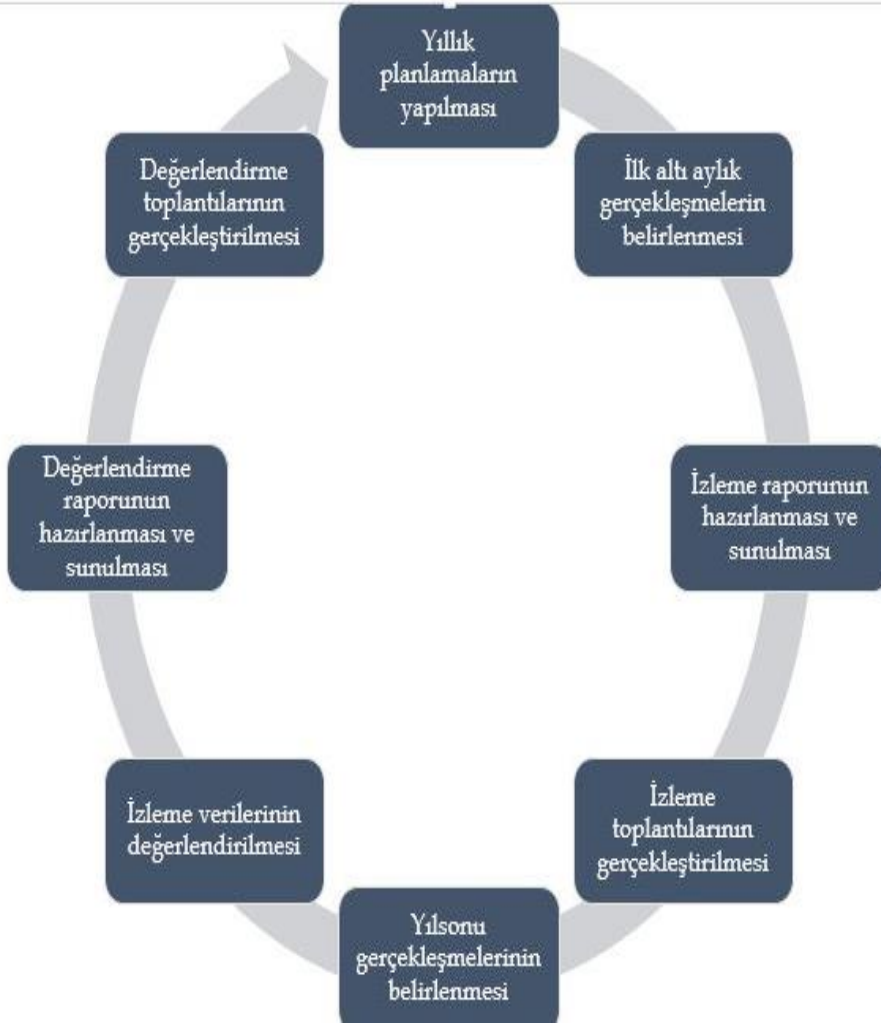 Yıllık
planlamaların
yapılması
İlk altı aylık
gerçekleşmelerin
belirlenmesi
İzleme raporunun
hazırlanması ve
sunulması
İzleme
toplantılarının
gerçekleştirilmesi
Yılsonu
gerçekleşmelerinin
belirlenmesi
İzleme verilerinin
değerlendirilmesi
Değerlendirme
raporunun
hazırlanması ve
sunulması
Değerlendirme
toplantılarının
gerçekleştirilmesi